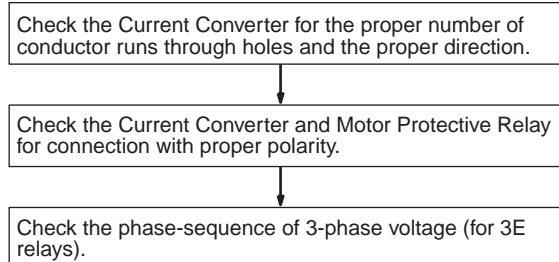 Check the Current Converter for the proper number of
conductor runs through holes and the proper direction.
Check the Current Converter and Motor Protective Relay
for connection with proper polarity.
Check the phase-sequence of 3-phase voltage (for 3E
relays).